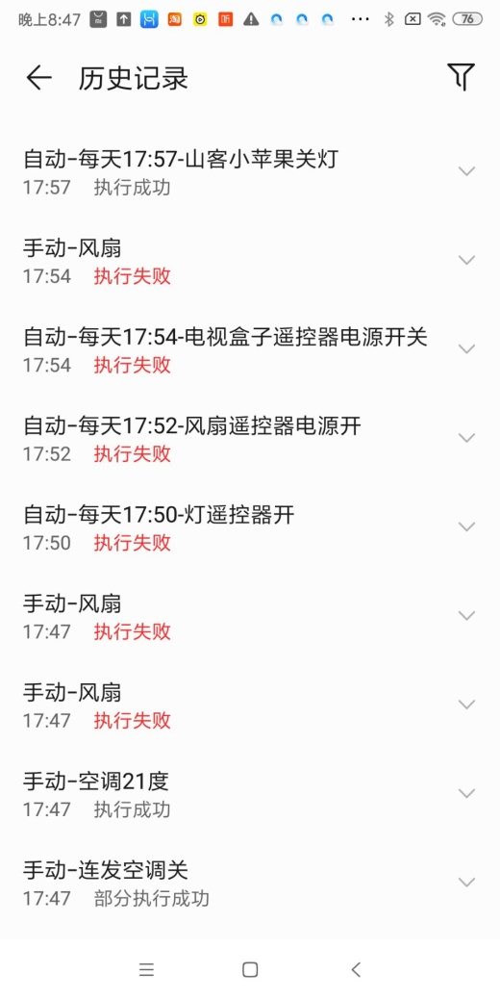 晚上8:47
76
历史记录
自动-每天17:57-山客小苹果关灯
17:57 执行成功
手动-风扇
17:54 执行失败
自动-每天17:54-电视盒子遥控器电源开关
17:54 执行失败
自动-每天17:52-风扇遥控器电源开
17:52 执行失败
自动-每天17:50-灯遥控器开
17:50 执行失败
手动-风扇
17:47 执行失败
手动-风扇
17:47 执行失败
手动-空调21度
17:47 执行成功
手动-连发空调关
17:47 部分执行成功